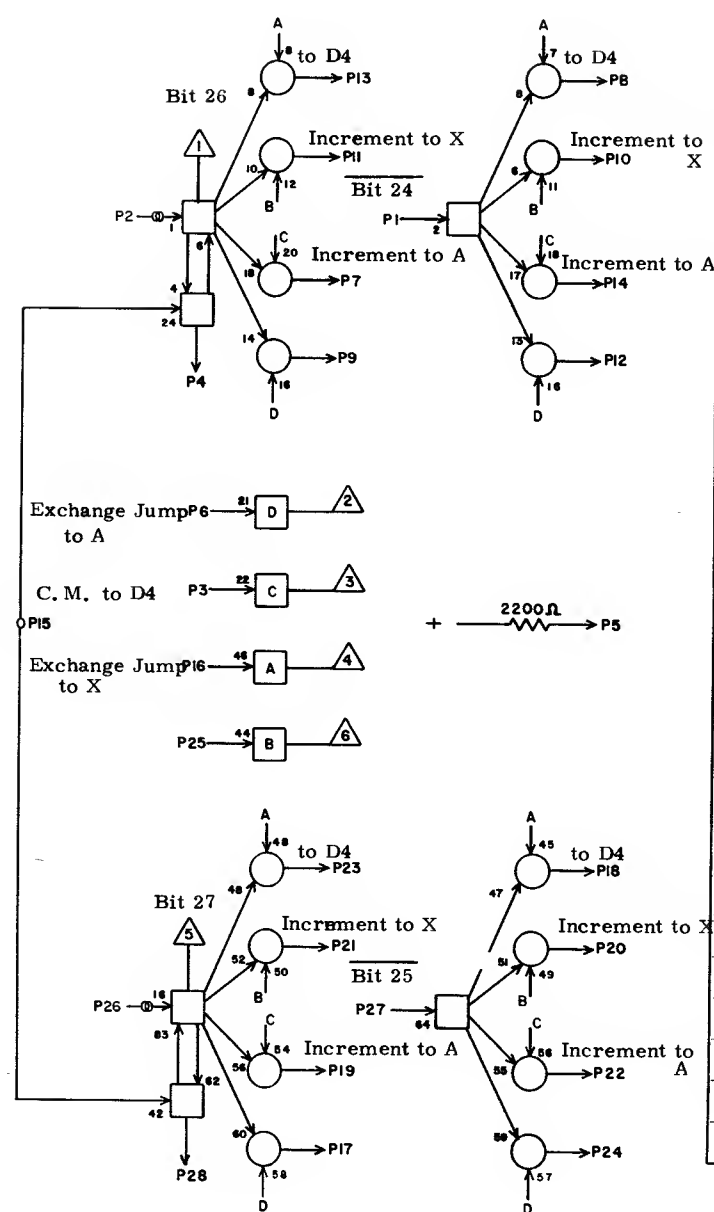 A
8
to D4
P13
8
Bit 26
1
Increment to X
P11
10
12
B
P2
1
6
C
20
Increment to A
18
P7
4
24
14
P9
16
P4
D
A
7
to D4
P8
8
Increment to
X
P10
6
11
Bit 24
B
P1
2
C
18
Increment to A
17
P14
13
P12
16
D
Exchange Jump
to A
P6
21
D
2
C. M. to D4
P3
22
C
3
P15
+
2200Ω
P5
Exchange Jump
to X
P16
46
A
4
P25
44
B
6
A
48
to D4
P23
48
Bit 27
5
Increment to X
P21
52
50
B
P26
16
63
C
54
Increment to A
56
P19
62
42
60
P17
58
P28
D
A
45
to D4
P18
47
Increment to X
P20
51
49
Bit 25
B
P27
64
C
56
Increment to
A
55
P22
59
P24
57
D